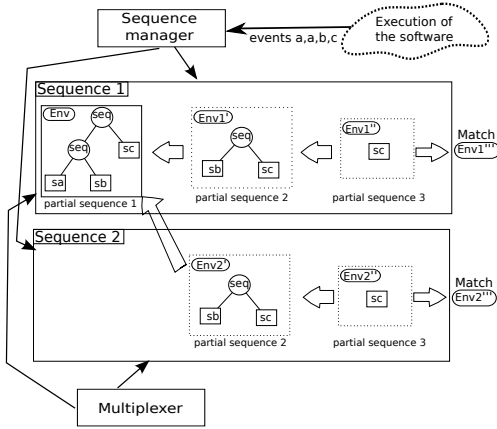 Sequence
manager
events a,a,b,c
Execution of
the software
Sequence 1
Env
seq
seq
sc
sa
sb
partial sequence 1
Env1'
seq
sb
sc
partial sequence 2
Env1''
sc
partial sequence 3
Match
Env1'''
Sequence 2
Env2'
seq
sb
sc
partial sequence 2
Env2''
sc
partial sequence 3
Match
Env2'''
Multiplexer